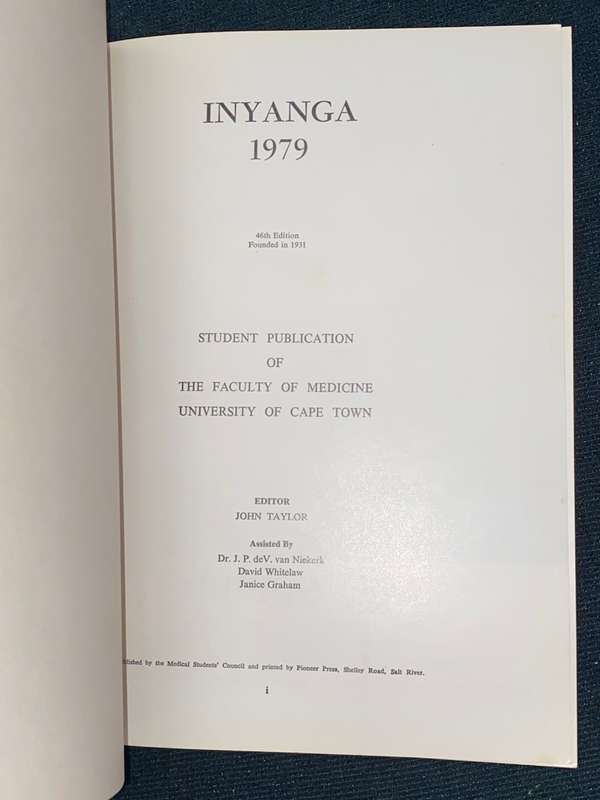 INYANGA
1979
46th Edition
Founded in 1931
STUDENT PUBLICATION
OF
THE FACULTY OF MEDICINE
UNIVERSITY OF CAPE TOWN
EDITOR
JOHN TAYLOR
Assisted By
Dr. J. P. deV. van Niekerk
David Whitelaw
Janice Graham
by the Medical Students' Council and printed by Pioneer Press, Shelley Road, Salt River.
i